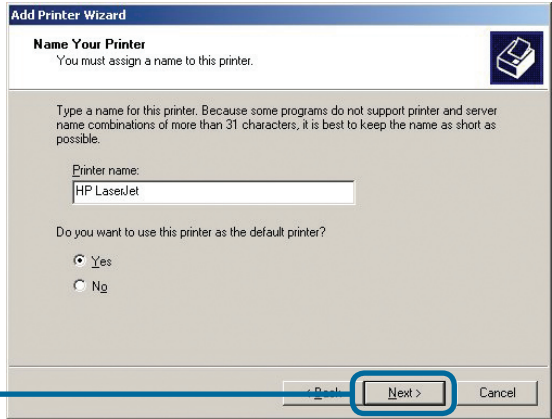 Add Printer Wizard
Name Your Printer
You must assign a name to this printer.
Type a name for this printer. Because some programs do not support printer and server
name combinations of more than 31 characters, it is best to keep the name as short as
possible.
Printer name:
HP LaserJet
Do you want to use this printer as the default printer?
Yes
No
< Back
Next >
Cancel